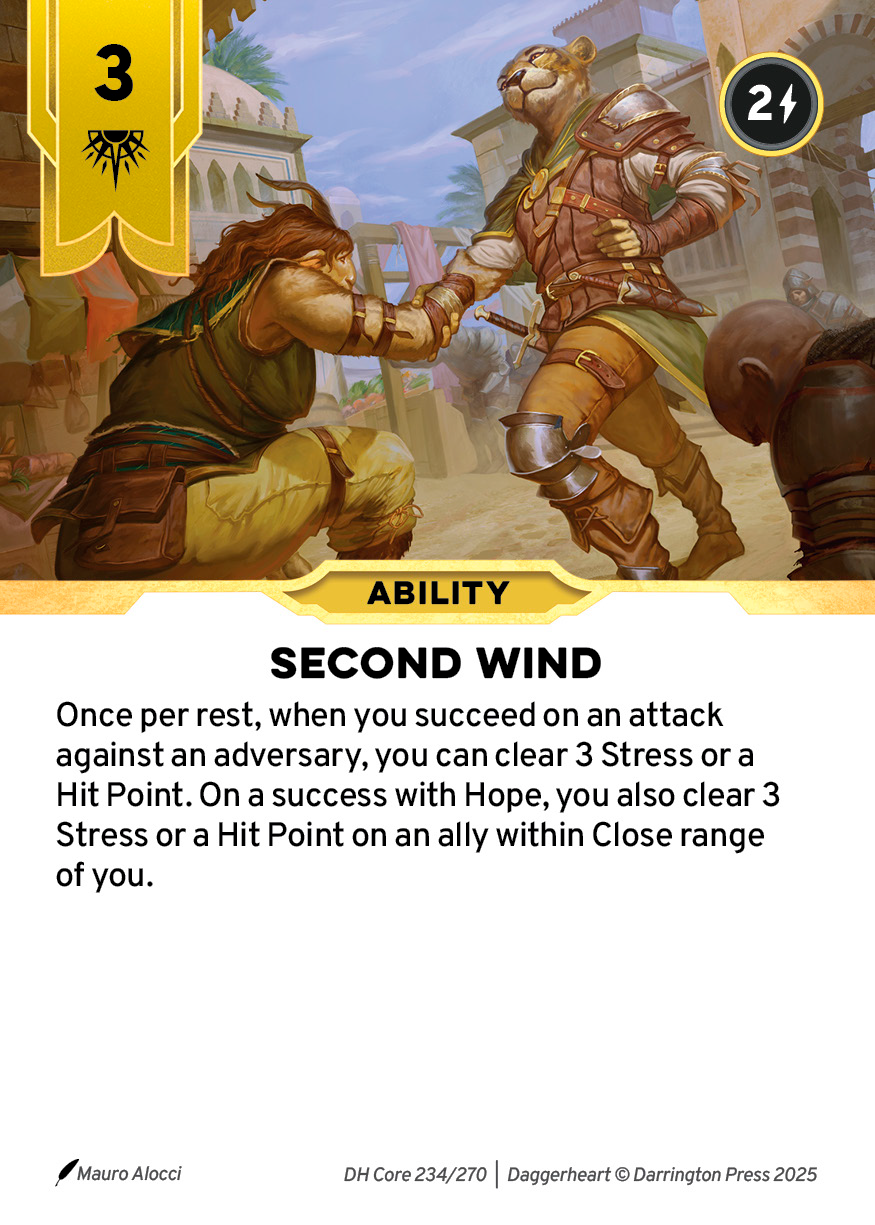 3
2
ABILITY
SECOND WIND
Once per rest, when you succeed on an attack
against an adversary, you can clear 3 Stress or a
Hit Point. On a success with Hope, you also clear 3
Stress or a Hit Point on an ally within Close range
of you.
Mauro Alocci
DH Core 234/270 | Daggerheart © Darrington Press 2025